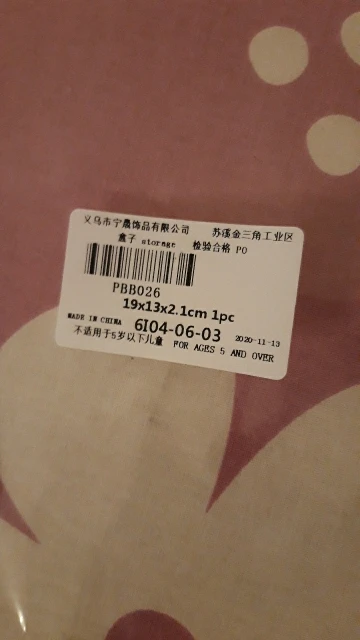 义乌市宁晟饰品有限公司 苏溪金三角工业区
盒子 storage 检验合格 PO
PBB026
19x13x2.1cm 1pc
MADE IN CHINA 6I04-06-03 2020-11-13
不适用于5岁以下儿童 FOR AGES 5 AND OVER